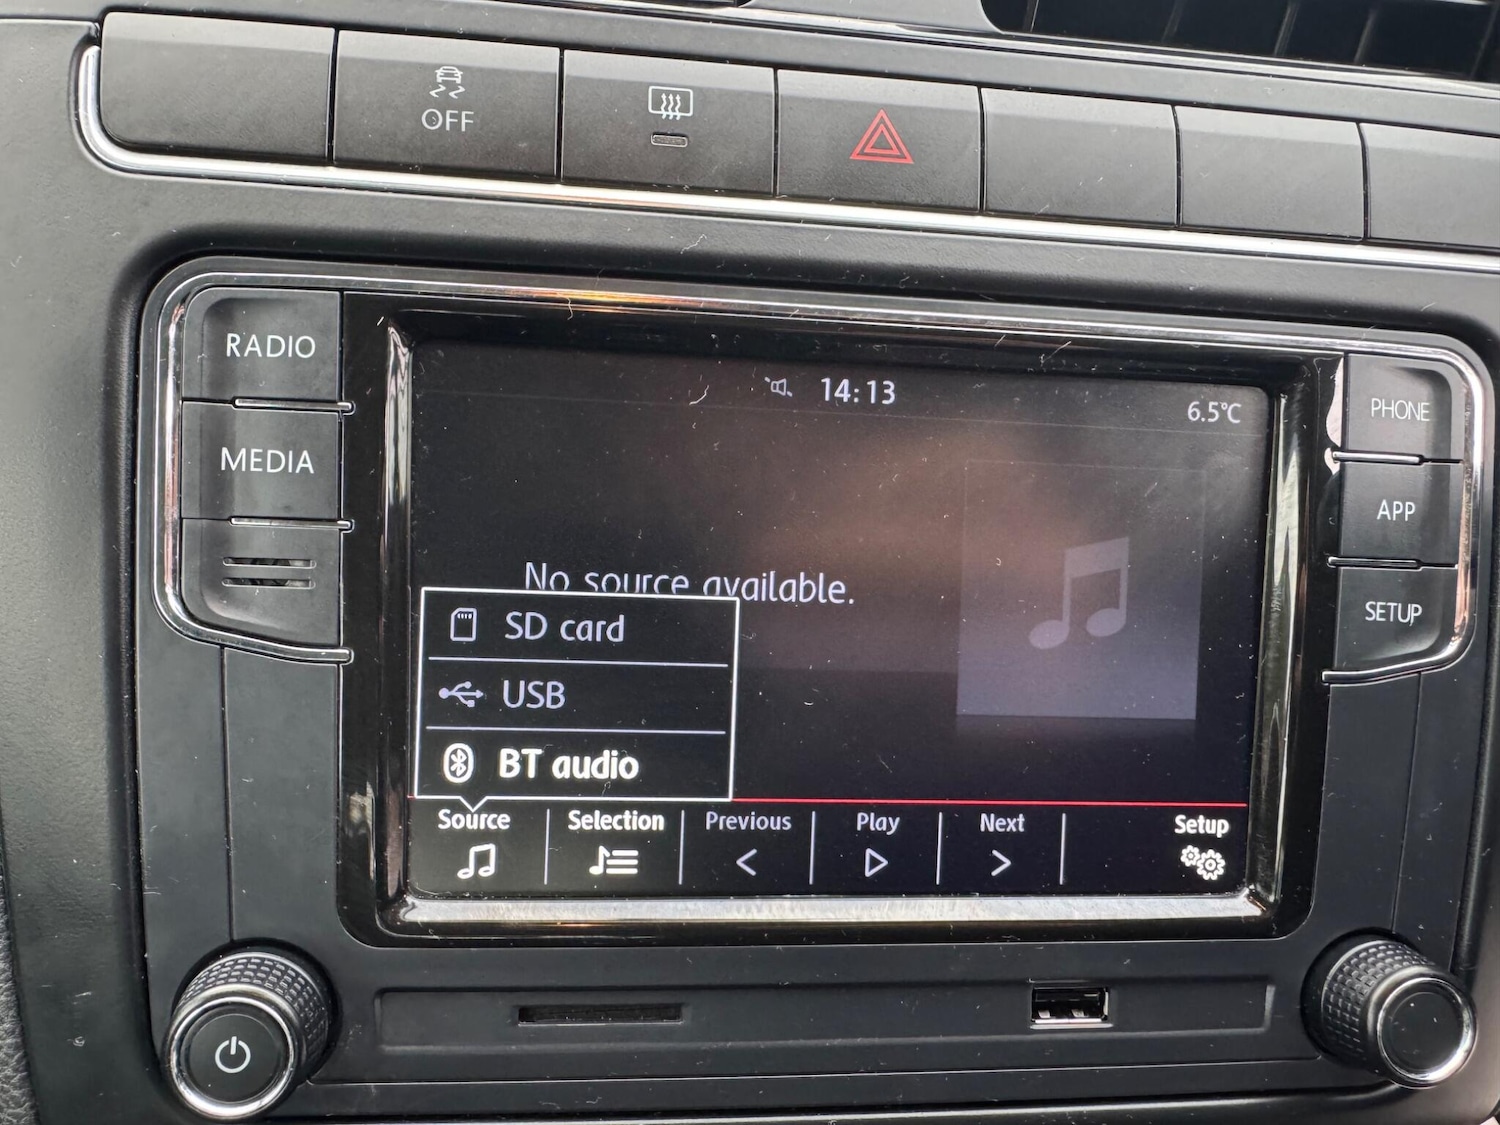 OFF
RADIO
MEDIA
PHONE
APP
SETUP
14:13
6.5°C
No source available.
SD card
USB
BT audio
Source
Selection
Previous
Play
Next
Setup